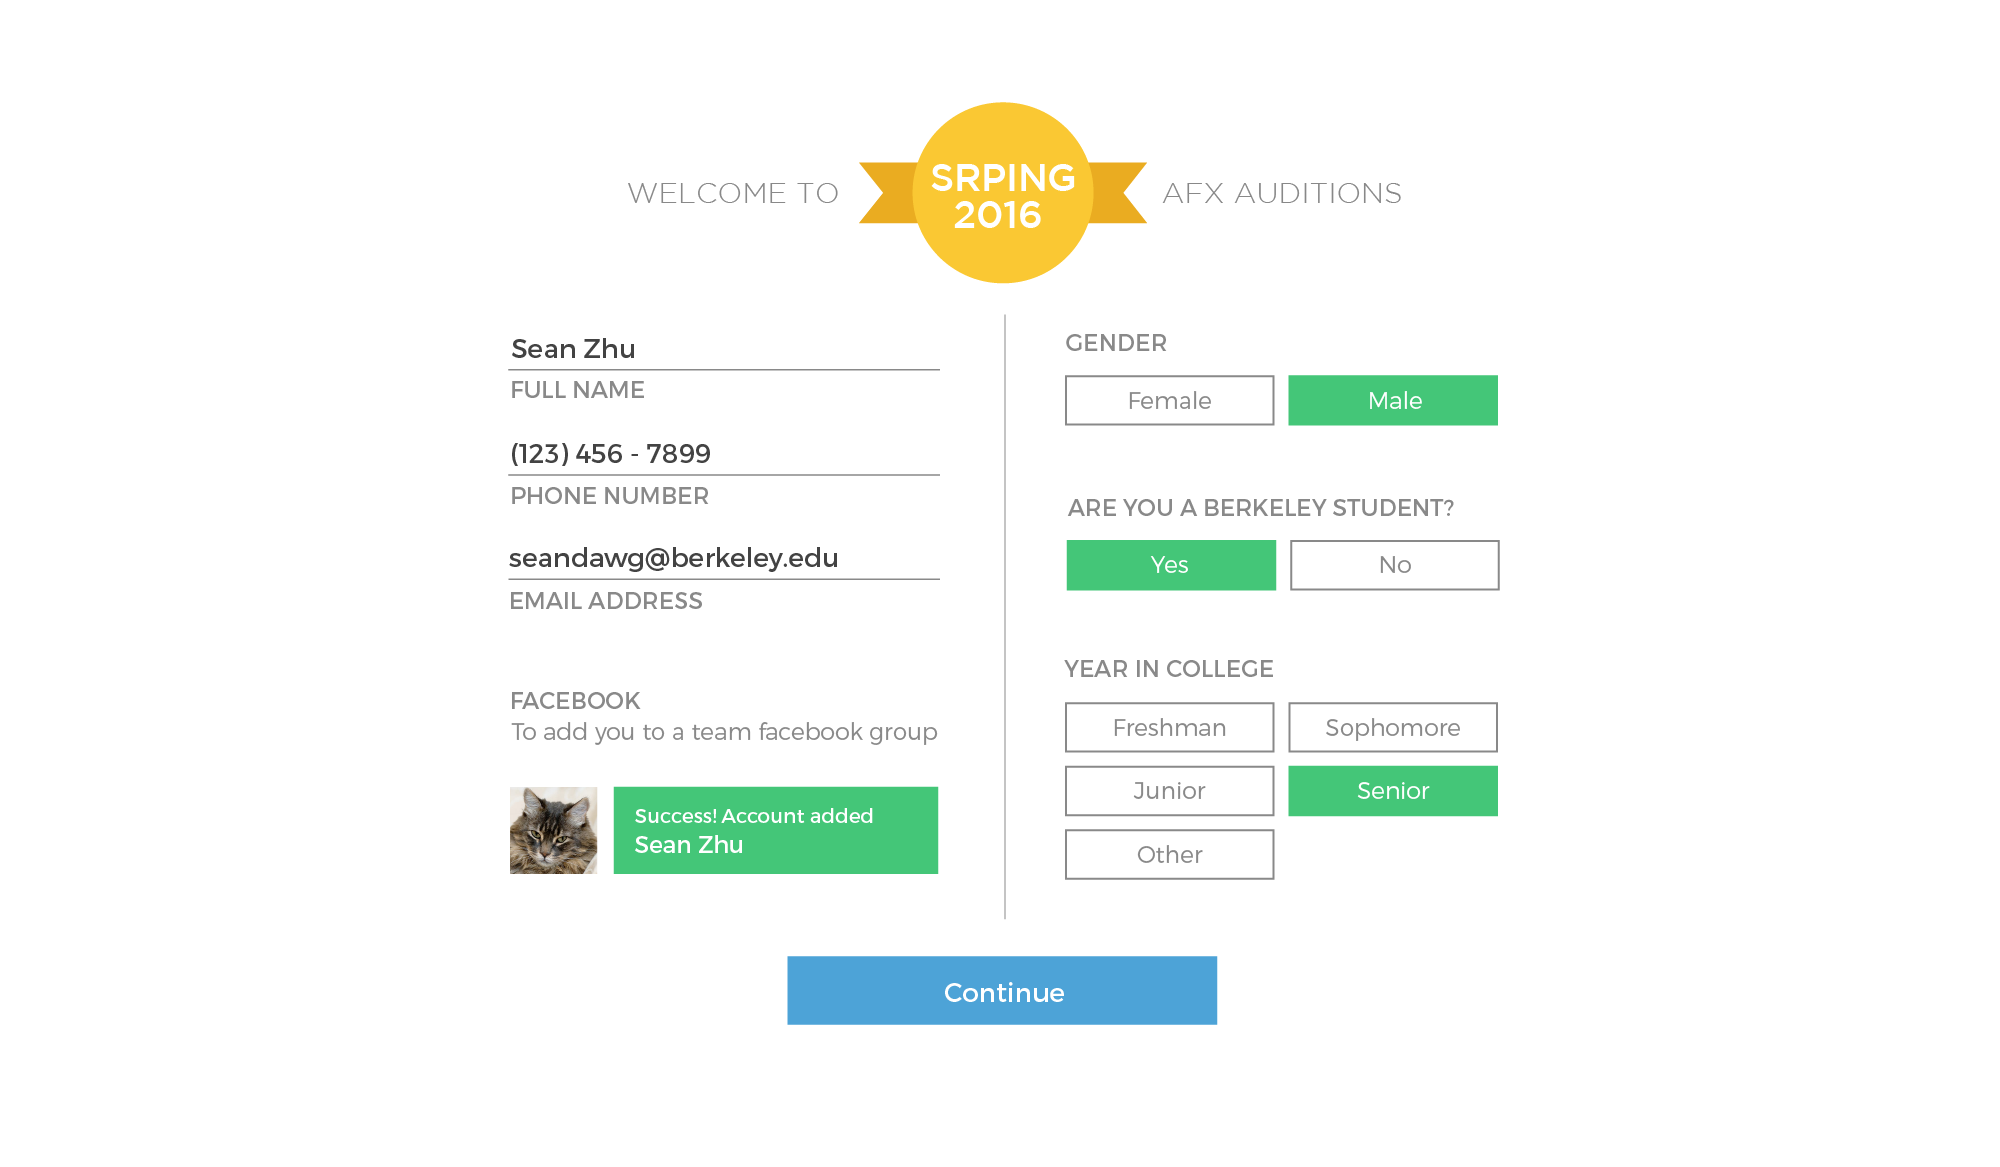 WELCOME TO
SRPING
2016
AFX AUDITIONS
Sean Zhu
FULL NAME
(123) 456 - 7899
PHONE NUMBER
seandawg@berkeley.edu
EMAIL ADDRESS
FACEBOOK
To add you to a team facebook group
Success! Account added
Sean Zhu
GENDER
Female
Male
ARE YOU A BERKELEY STUDENT?
Yes
No
YEAR IN COLLEGE
Freshman
Sophomore
Junior
Senior
Other
Continue